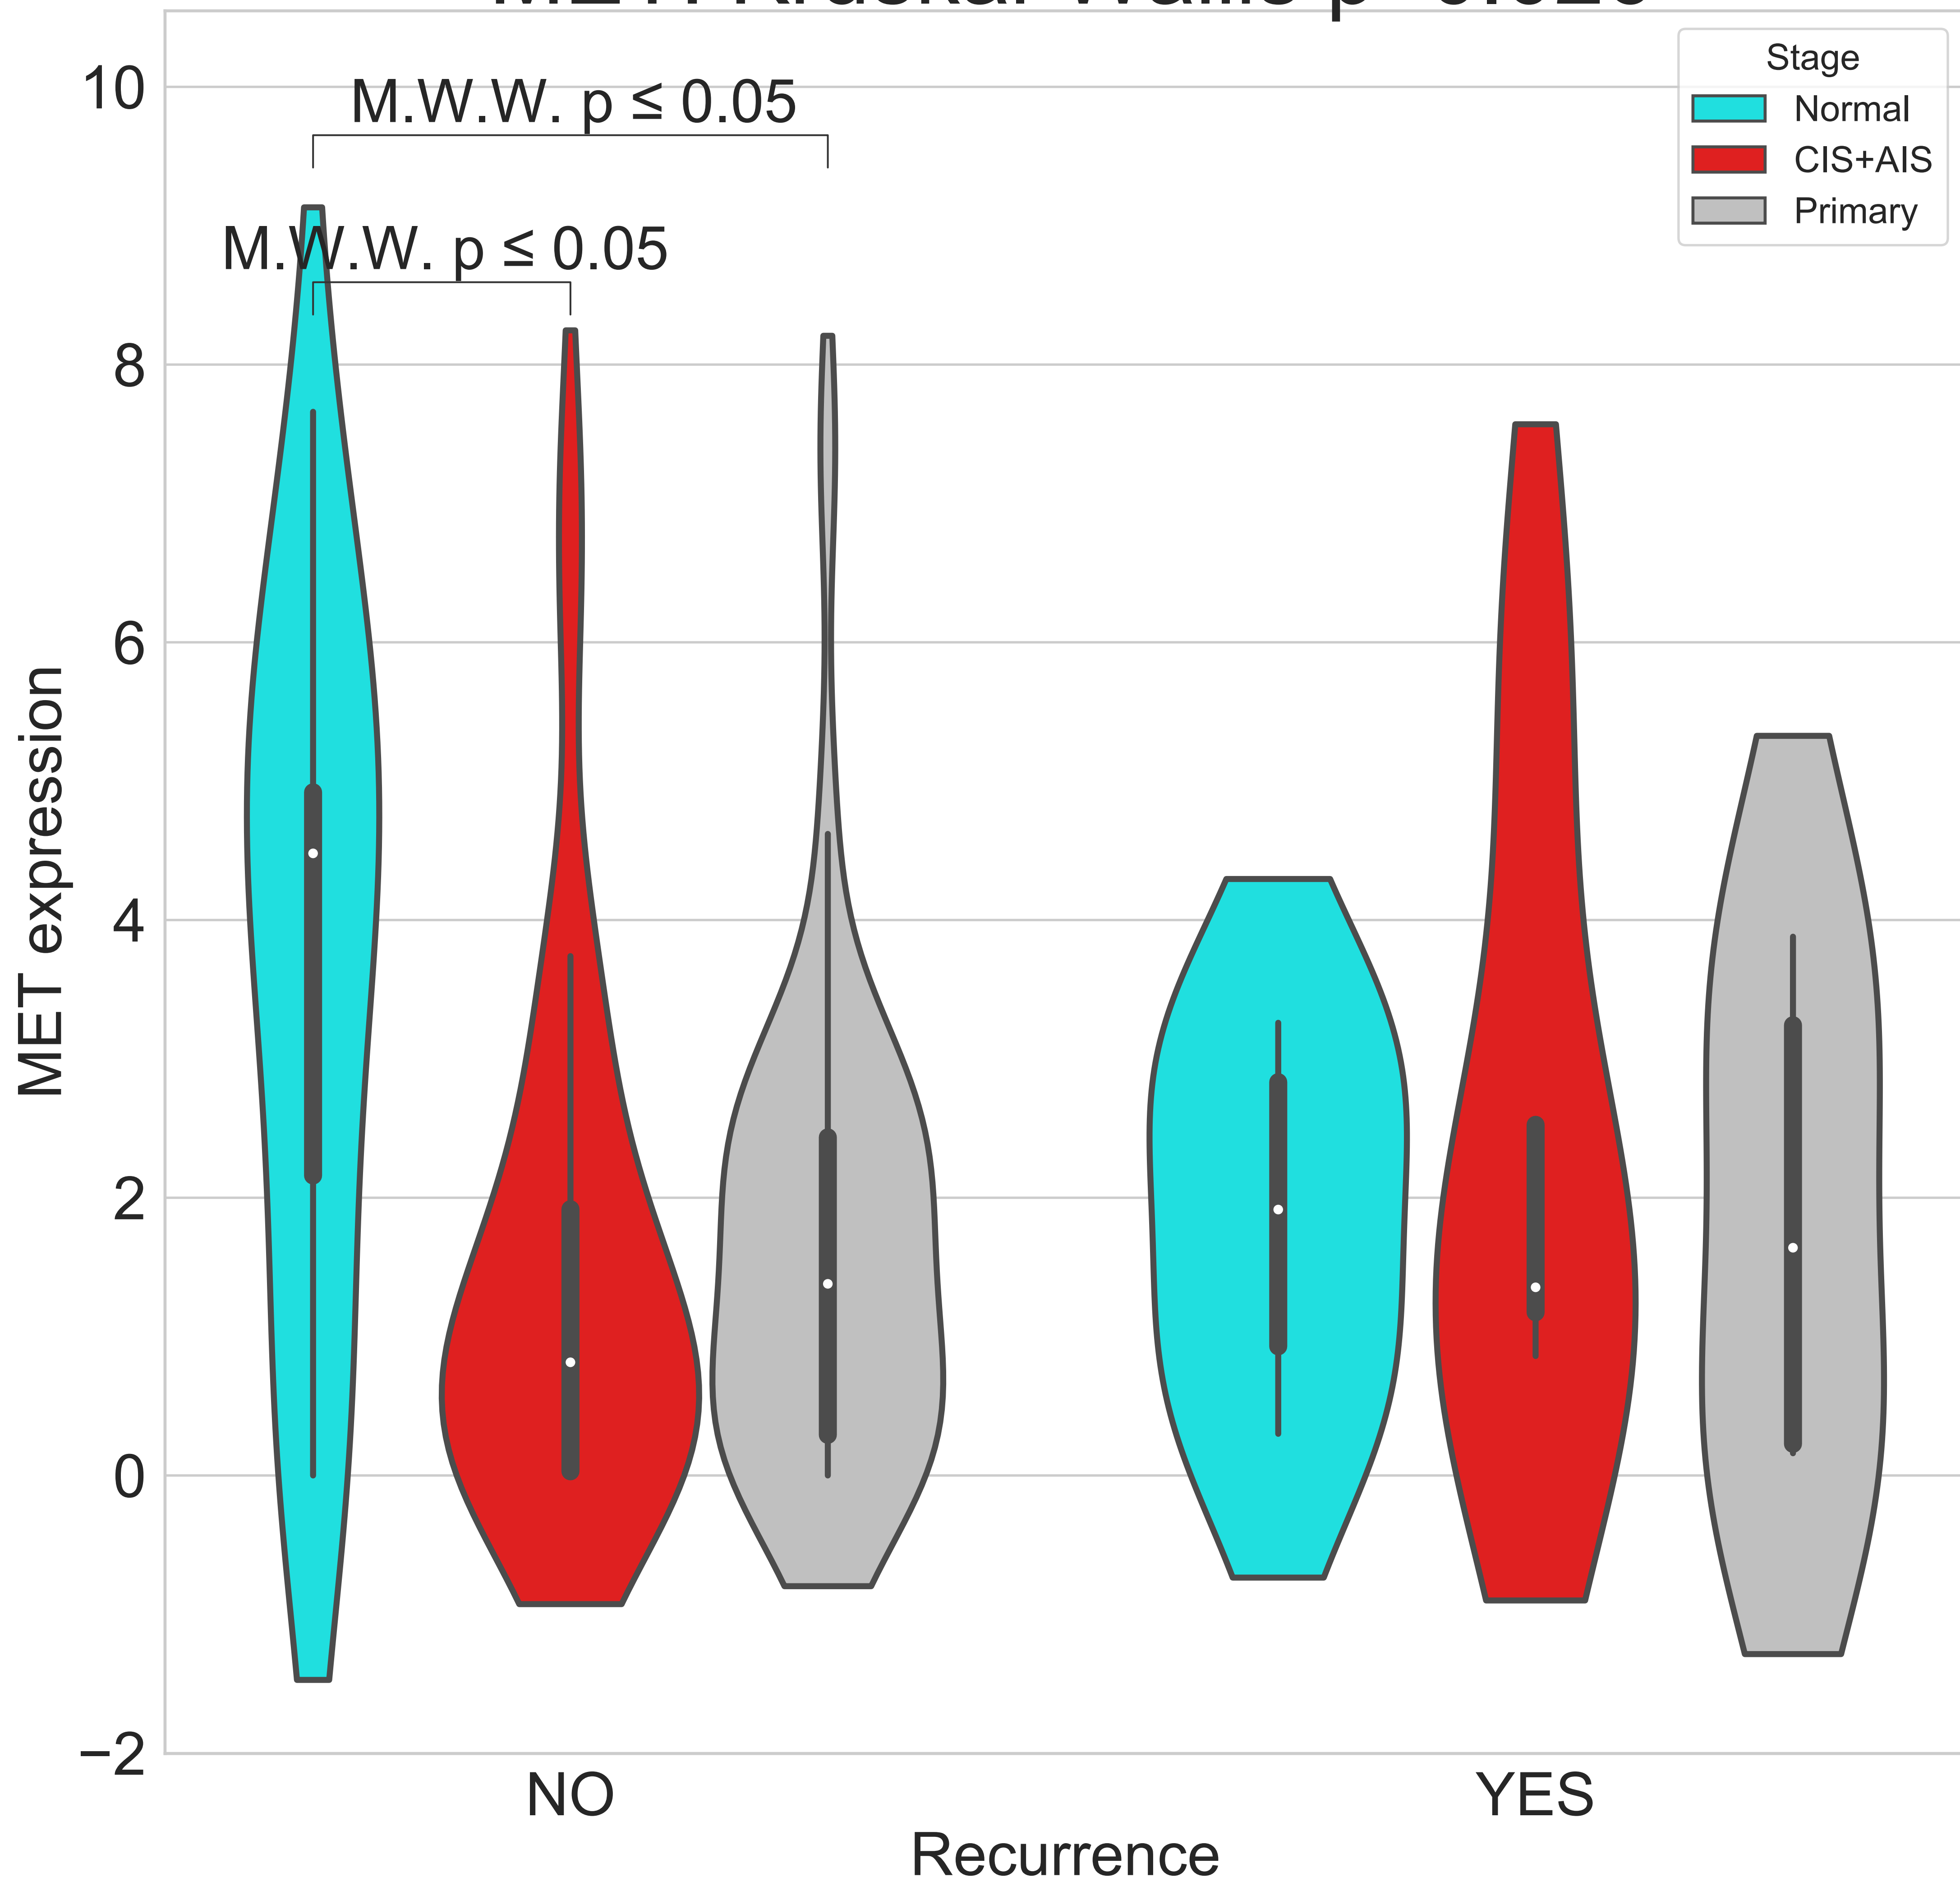 10
8
6
4
2
0
−2
MET expression
M.W.W. p ≤ 0.05
M.W.W. p ≤ 0.05
Stage
Normal
CIS+AIS
Primary
NO
YES
Recurrence